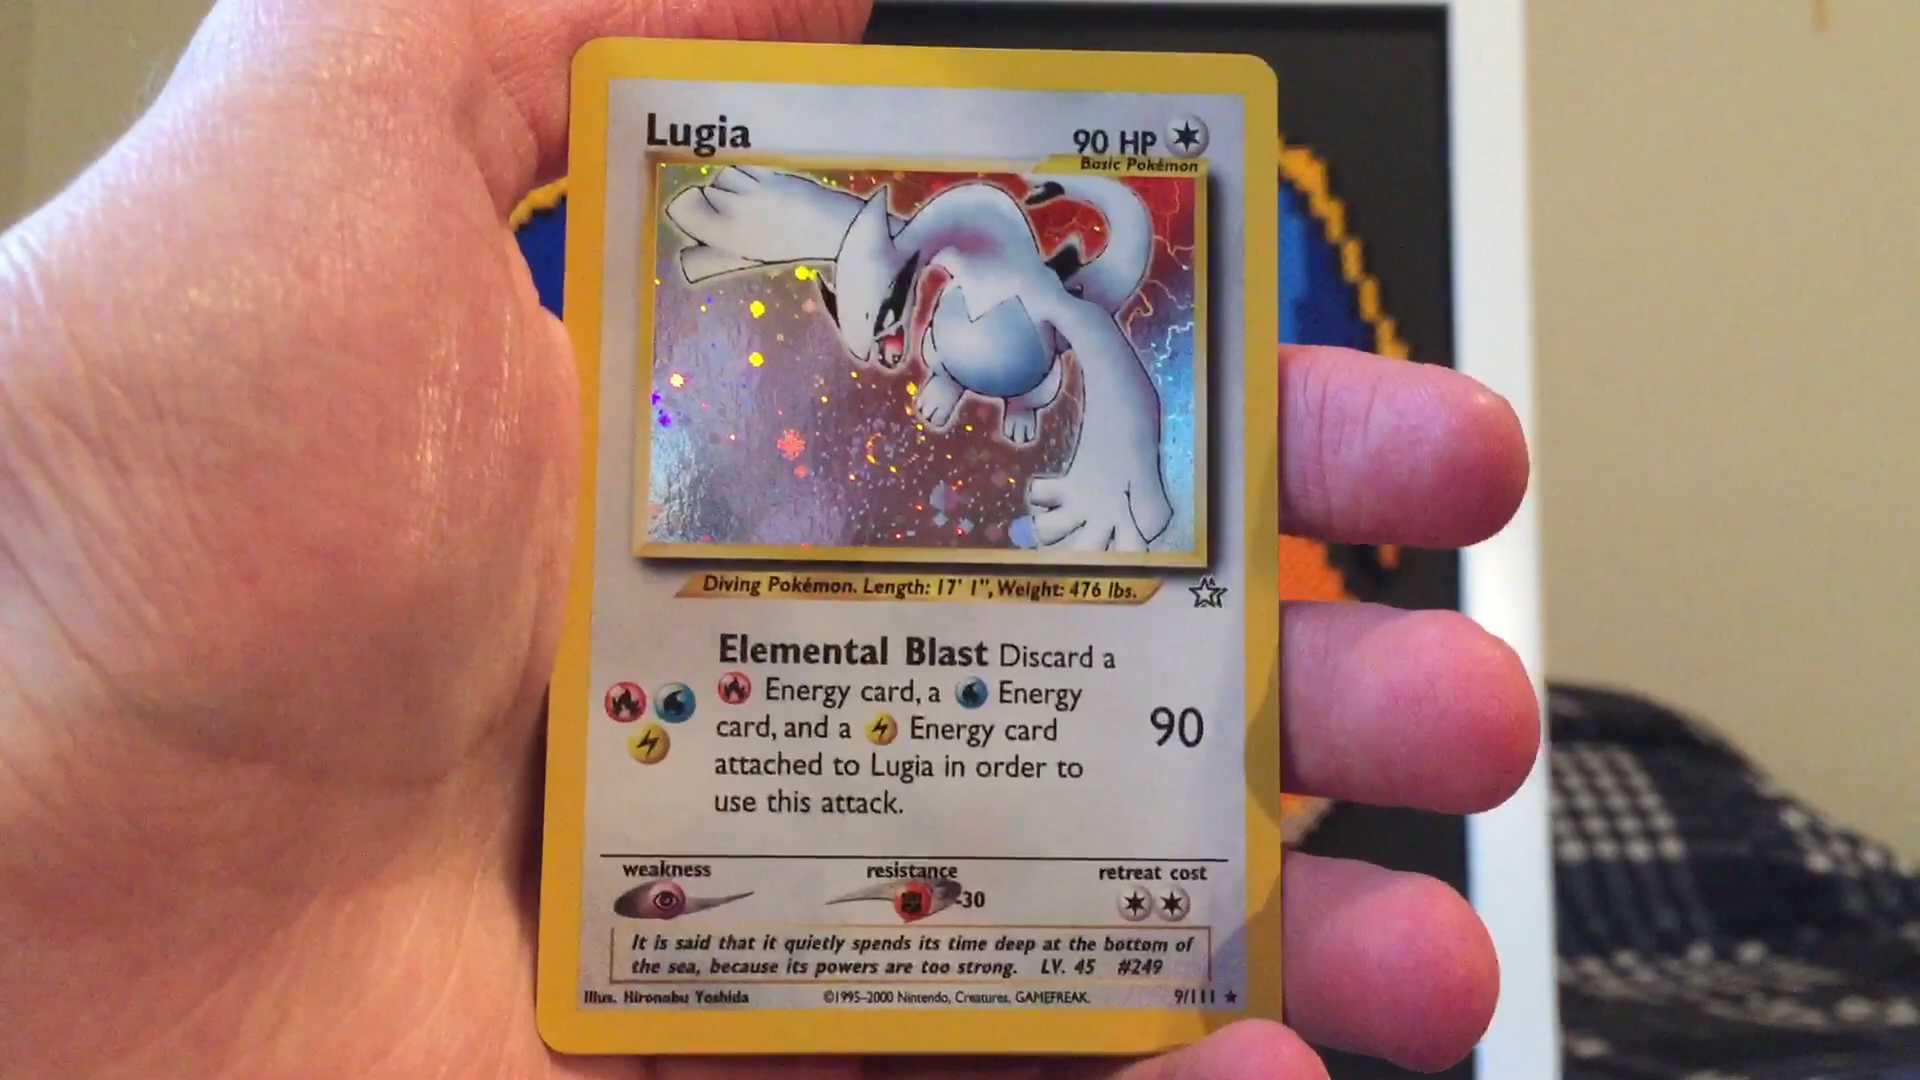 Lugia
90 HP
Basic Pokémon
Diving Pokémon. Length: 17' 1", Weight: 476 lbs.
Elemental Blast Discard a
Energy card, a Energy
card, and a Energy card
attached to Lugia in order to
use this attack.
90
weakness
resistance
retreat cost
-30
It is said that it quietly spends its time deep at the bottom of
the sea, because its powers are too strong. LV. 45 #249
Illus. Hironobu Yoshida
©1995-2000 Nintendo, Creatures, GAMEFREAK.
9/111 ★